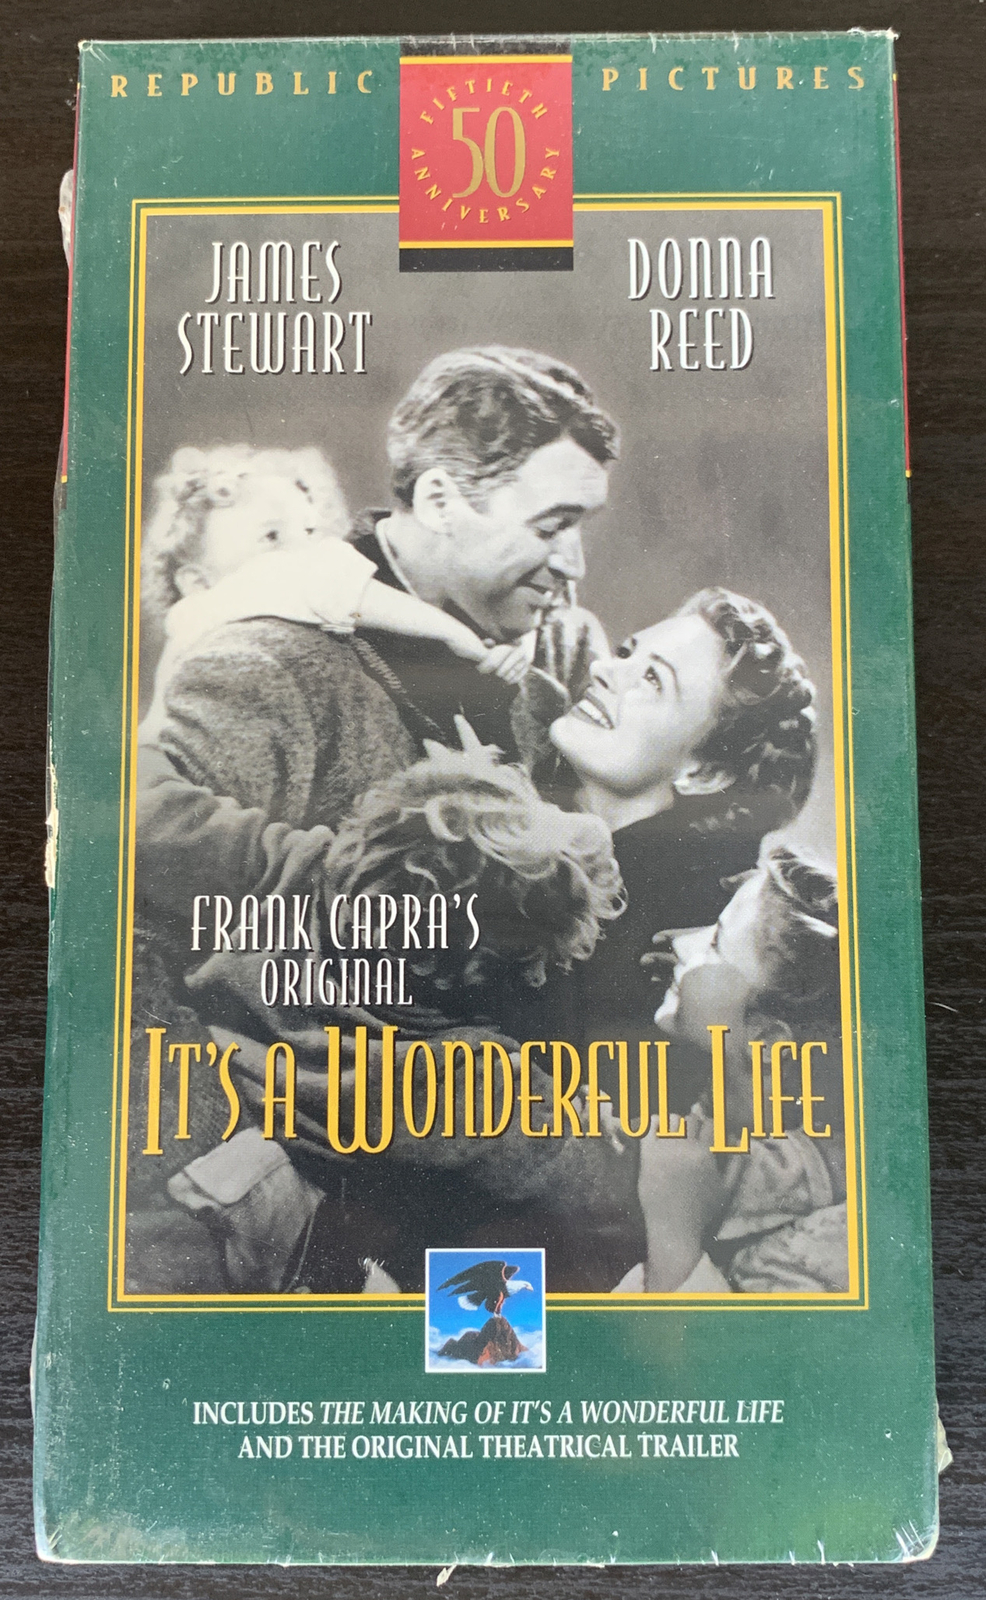 REPUBLIC PICTURES
FIFTIETH
50
ANNIVERSARY
JAMES
STEWART
DONNA
REED
FRANK CAPRA'S
ORIGINAL
IT'S A WONDERFUL LIFE
INCLUDES THE MAKING OF IT'S A WONDERFUL LIFE
AND THE ORIGINAL THEATRICAL TRAILER